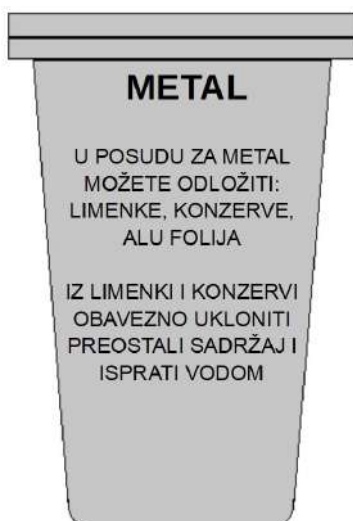 METAL
U POSUDU ZA METAL
MOŽETE ODLOŽITI:
LIMENKE, KONZERVE,
ALU FOLIJA
IZ LIMENKI I KONZERVI
OBAVEZNO UKLONITI
PREOSTALI SADRŽAJ I
ISPRATI VODOM